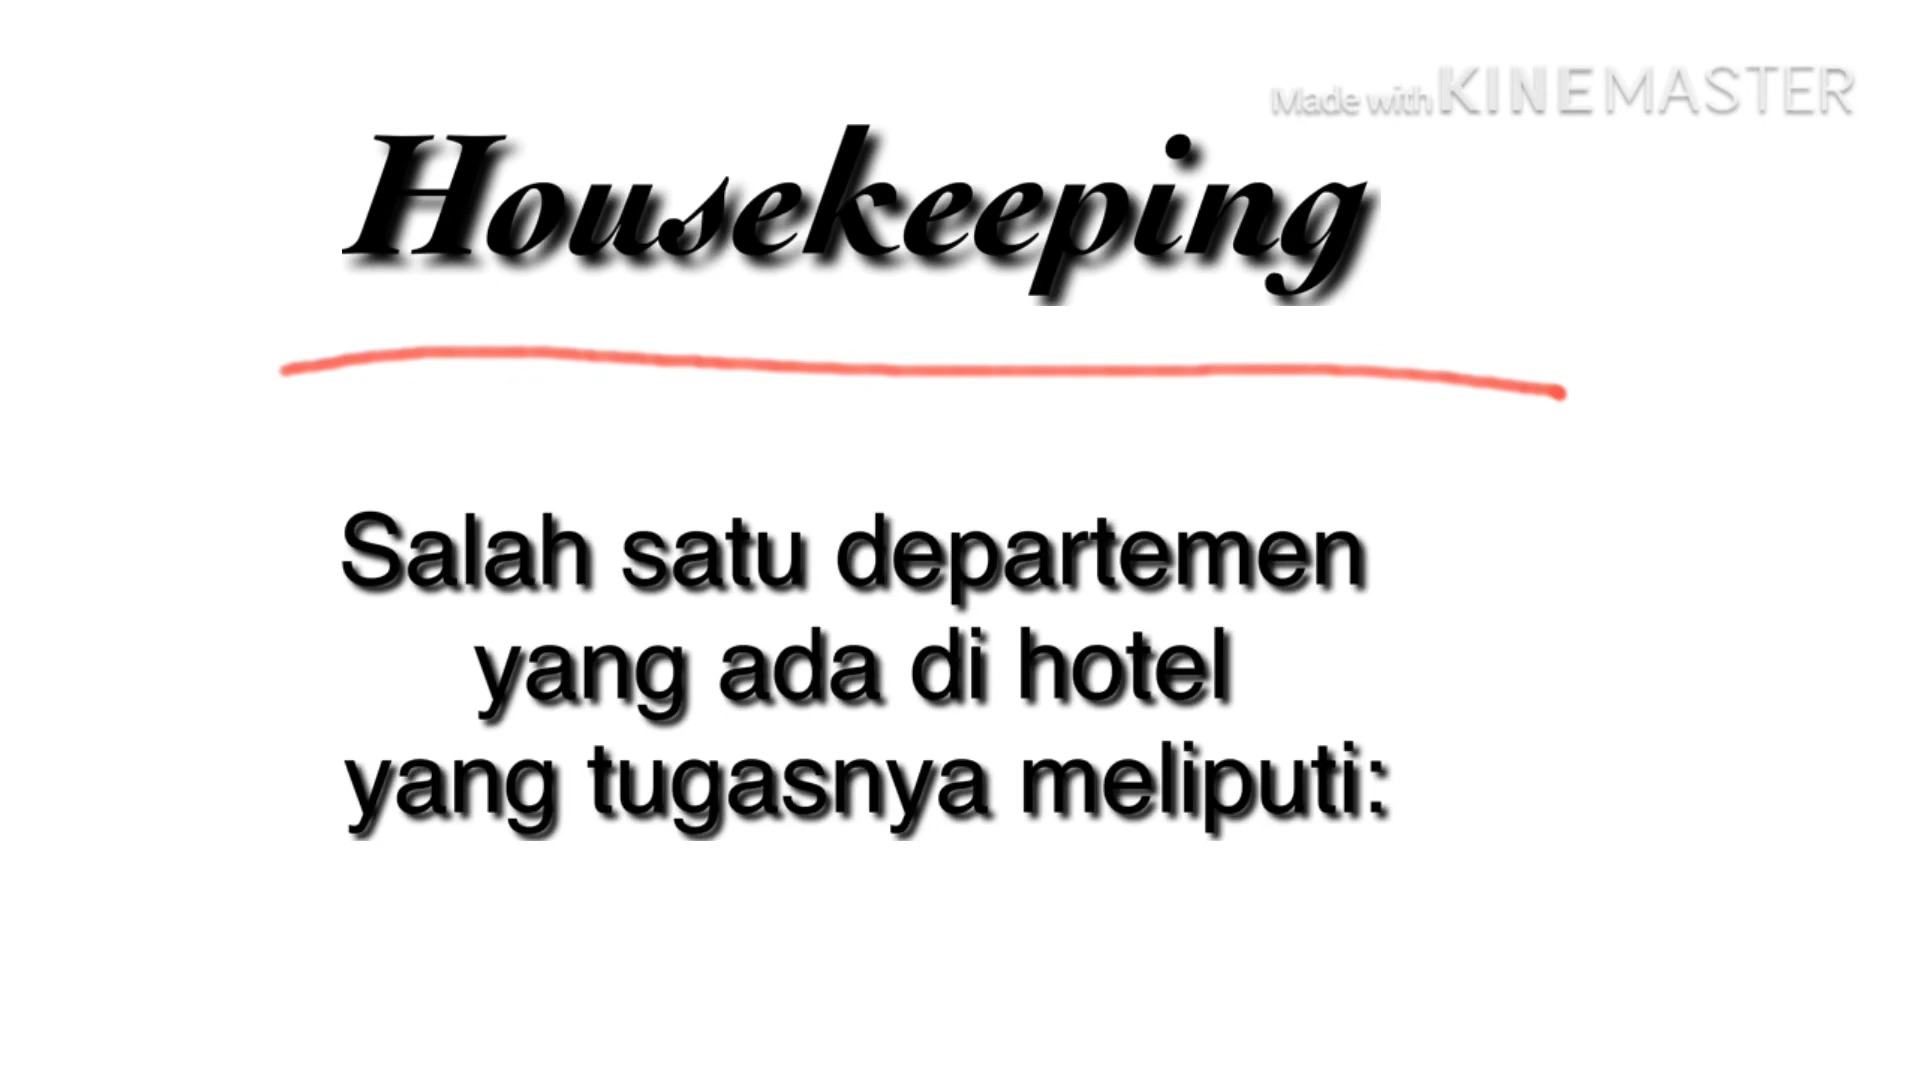 Made with KINEMASTER
Housekeeping
Salah satu departemen
yang ada di hotel
yang tugasnya meliputi: